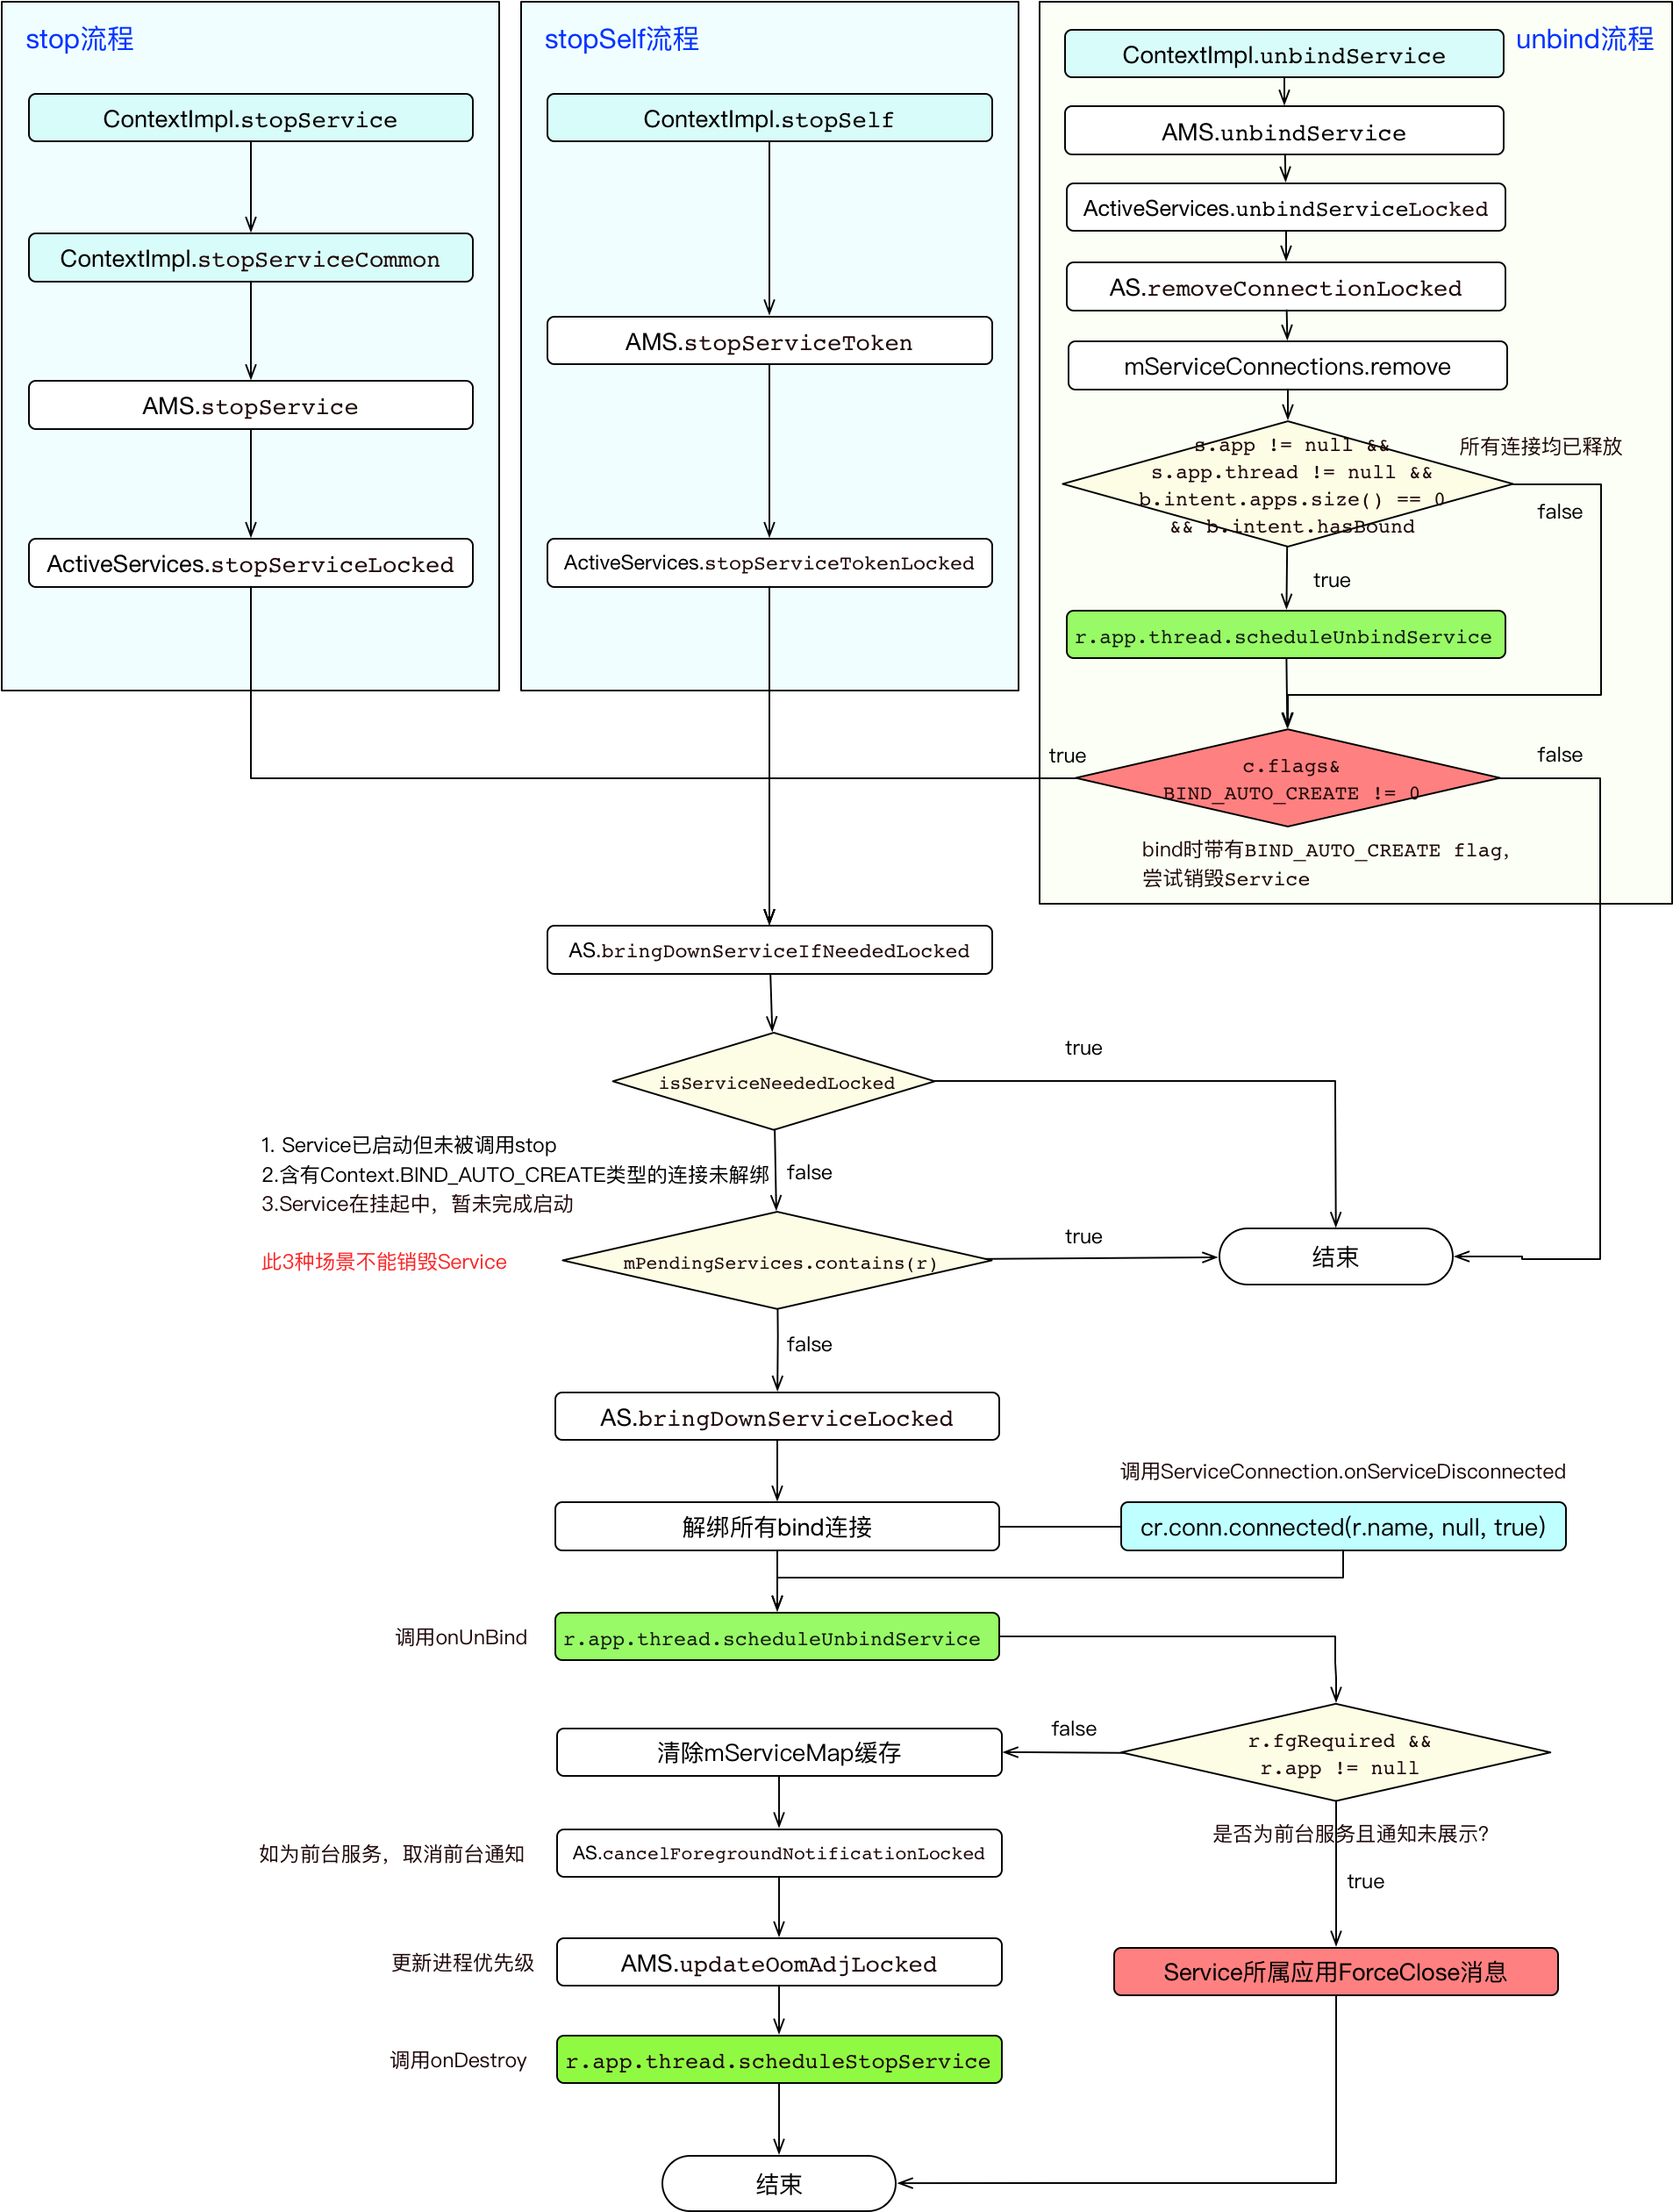 stop流程
ContextImpl.stopService
ContextImpl.stopServiceCommon
AMS.stopService
ActiveServices.stopServiceLocked
stopSelf流程
ContextImpl.stopSelf
AMS.stopServiceToken
ActiveServices.stopServiceTokenLocked
unbind流程
ContextImpl.unbindService
AMS.unbindService
ActiveServices.unbindServiceLocked
AS.removeConnectionLocked
mServiceConnections.remove
s.app != null &&
s.app.thread != null &&
b.intent.apps.size() == 0
&& b.intent.hasBound
所有连接均已释放
false
true
r.app.thread.scheduleUnbindService
true
c.flags&
BIND_AUTO_CREATE != 0
false
bind时带有BIND_AUTO_CREATE flag，
尝试销毁Service
AS.bringDownServiceIfNeededLocked
isServiceNeededLocked
true
1. Service已启动但未被调用stop
2.含有Context.BIND_AUTO_CREATE类型的连接未解绑
3.Service在挂起中，暂未完成启动
此3种场景不能销毁Service
false
mPendingServices.contains(r)
true
结束
false
AS.bringDownServiceLocked
调用ServiceConnection.onServiceDisconnected
解绑所有bind连接
cr.conn.connected(r.name, null, true)
调用onUnBind
r.app.thread.scheduleUnbindService
r.fgRequired &&
r.app != null
false
清除mServiceMap缓存
是否为前台服务且通知未展示？
true
如为前台服务，取消前台通知
AS.cancelForegroundNotificationLocked
更新进程优先级
AMS.updateOomAdjLocked
Service所属应用ForceClose消息
调用onDestroy
r.app.thread.scheduleStopService
结束